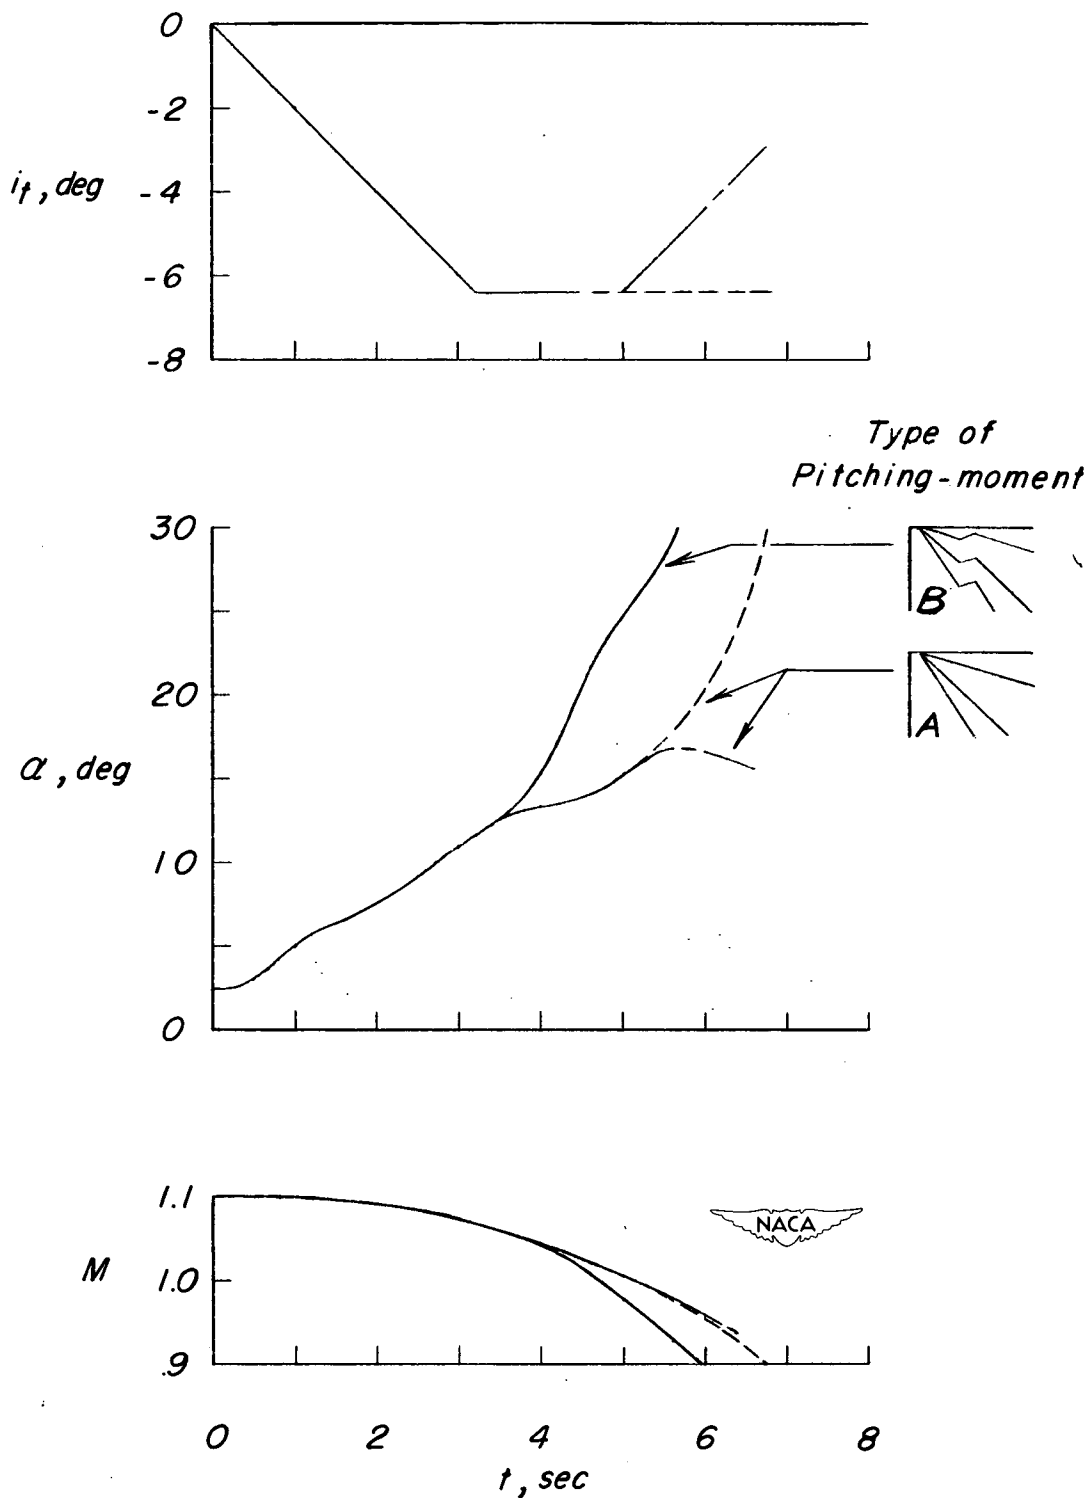 0
-2
i_t, deg
-4
-6
-8
Type of
Pitching-moment
30
B
20
A
α, deg
10
0
1.1
NACA
M
1.0
.9
0 2 4 6 8
t, sec